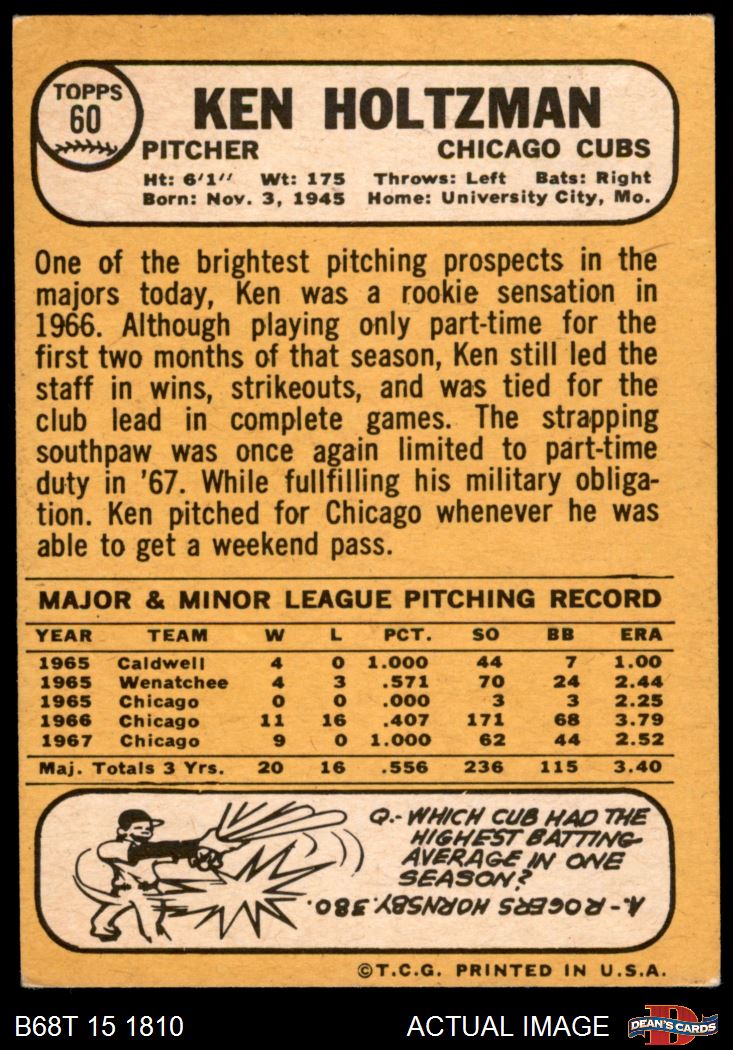 TOPPS
60
KEN HOLTZMAN
PITCHER CHICAGO CUBS
Ht: 6'1" Wt: 175 Throws: Left Bats: Right
Born: Nov. 3, 1945 Home: University City, Mo.
One of the brightest pitching prospects in the
majors today, Ken was a rookie sensation in
1966. Although playing only part-time for the
first two months of that season, Ken still led the
staff in wins, strikeouts, and was tied for the
club lead in complete games. The strapping
southpaw was once again limited to part-time
duty in '67. While fullfilling his military obliga-
tion. Ken pitched for Chicago whenever he was
able to get a weekend pass.
MAJOR & MINOR LEAGUE PITCHING RECORD
YEAR TEAM W L PCT. SO BB ERA
1965 Caldwell 4 0 1.000 44 7 1.00
1965 Wenatchee 4 3 .571 70 24 2.44
1965 Chicago 0 0 .000 3 3 2.25
1966 Chicago 11 16 .407 171 68 3.79
1967 Chicago 9 0 1.000 62 44 2.52
Maj. Totals 3 Yrs. 20 16 .556 236 115 3.40
Q.- WHICH CUB HAD THE
HIGHEST BATTING
AVERAGE IN ONE
SEASON?
A- ROGERS HORNSBY .380.
©T.C.G. PRINTED IN U.S.A.
B68T 15 1810 ACTUAL IMAGE
D
DEAN'S CARDS